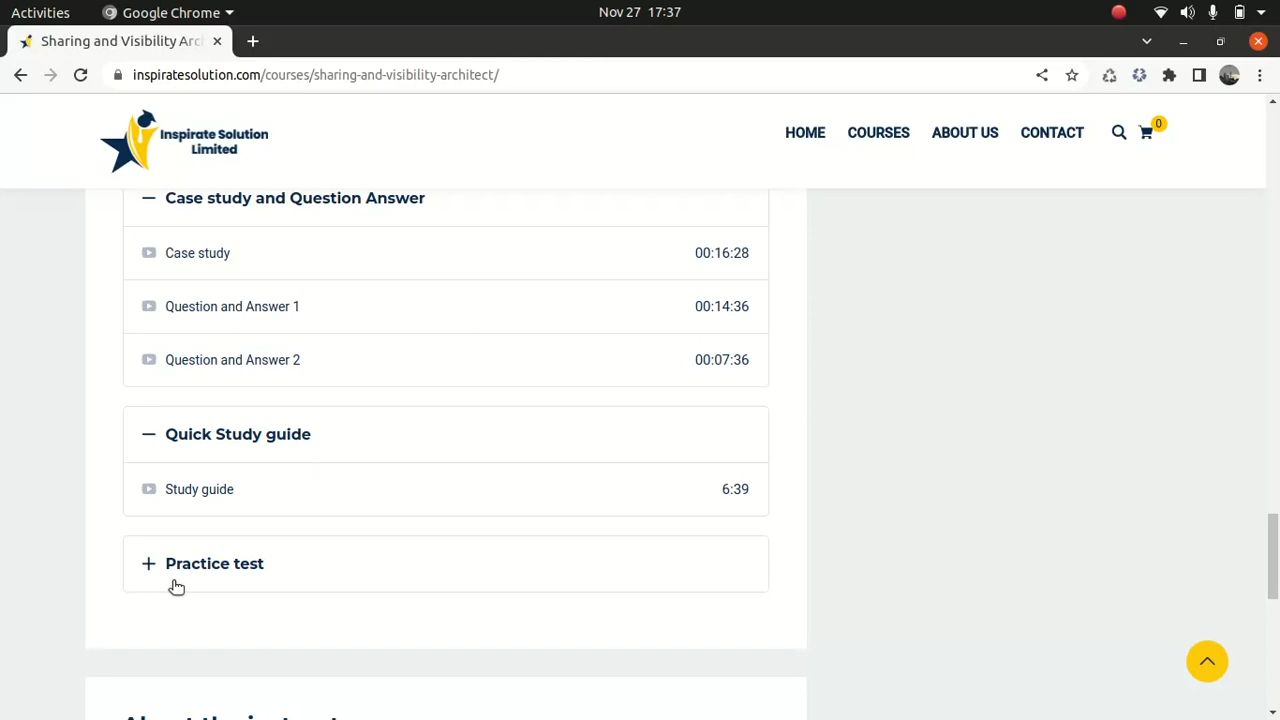 Activities
Google Chrome
Nov 27 17:37
Sharing and Visibility Arc
inspiratesolution.com/courses/sharing-and-visibility-architect/
Inspirate Solution
Limited
HOME
COURSES
ABOUT US
CONTACT
0
Case study and Question Answer
Case study
00:16:28
Question and Answer 1
00:14:36
Question and Answer 2
00:07:36
Quick Study guide
Study guide
6:39
Practice test